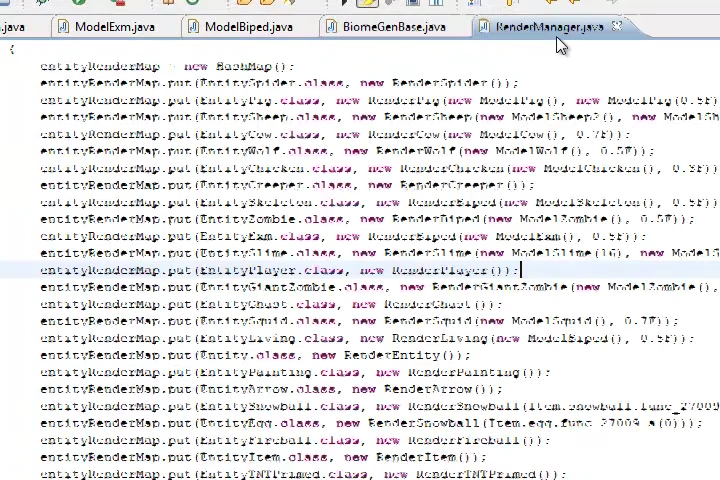 n.java ModelExm.java ModelBiped.java BiomeGenBase.java RenderManager.java
{
entityRenderMap = new HashMap();
entityRenderMap.put(EntitySpider.class, new RenderSpider());
entityRenderMap.put(EntityPig.class, new RenderPig(new ModelPig(), new ModelPig(0.5F)
entityRenderMap.put(EntitySheep.class, new RenderSheep(new ModelSheep2(), new ModelSh
entityRenderMap.put(EntityCow.class, new RenderCow(new ModelCow(), 0.7F));
entityRenderMap.put(EntityWolf.class, new RenderWolf(new ModelWolf(), 0.5F));
entityRenderMap.put(EntityChicken.class, new RenderChicken(new ModelChicken(), 0.3F))
entityRenderMap.put(EntityCreeper.class, new RenderCreeper());
entityRenderMap.put(EntitySkeleton.class, new RenderBiped(new ModelSkeleton(), 0.5F))
entityRenderMap.put(EntityZombie.class, new RenderBiped(new ModelZombie(), 0.5F));
entityRenderMap.put(EntityExm.class, new RenderBiped(new ModelExm(), 0.5F));
entityRenderMap.put(EntitySlime.class, new RenderSlime(new ModelSlime(16), new ModelS
entityRenderMap.put(EntityPlayer.class, new RenderPlayer());
entityRenderMap.put(EntityGiantZombie.class, new RenderGiantZombie(new ModelZombie(),
entityRenderMap.put(EntityGhast.class, new RenderGhast());
entityRenderMap.put(EntitySquid.class, new RenderSquid(new ModelSquid(), 0.7F));
entityRenderMap.put(EntityLiving.class, new RenderLiving(new ModelBiped(), 0.5F));
entityRenderMap.put(Entity.class, new RenderEntity());
entityRenderMap.put(EntityPainting.class, new RenderPainting());
entityRenderMap.put(EntityArrow.class, new RenderArrow());
entityRenderMap.put(EntitySnowball.class, new RenderSnowball(Item.snowball.func_27009
entityRenderMap.put(EntityEgg.class, new RenderSnowball(Item.egg.func_27009_a(0)));
entityRenderMap.put(EntityFireball.class, new RenderFireball());
entityRenderMap.put(EntityItem.class, new RenderItem());
entityRenderMap.put(EntityTNTPrimed.class, new RenderTNTPrimed());